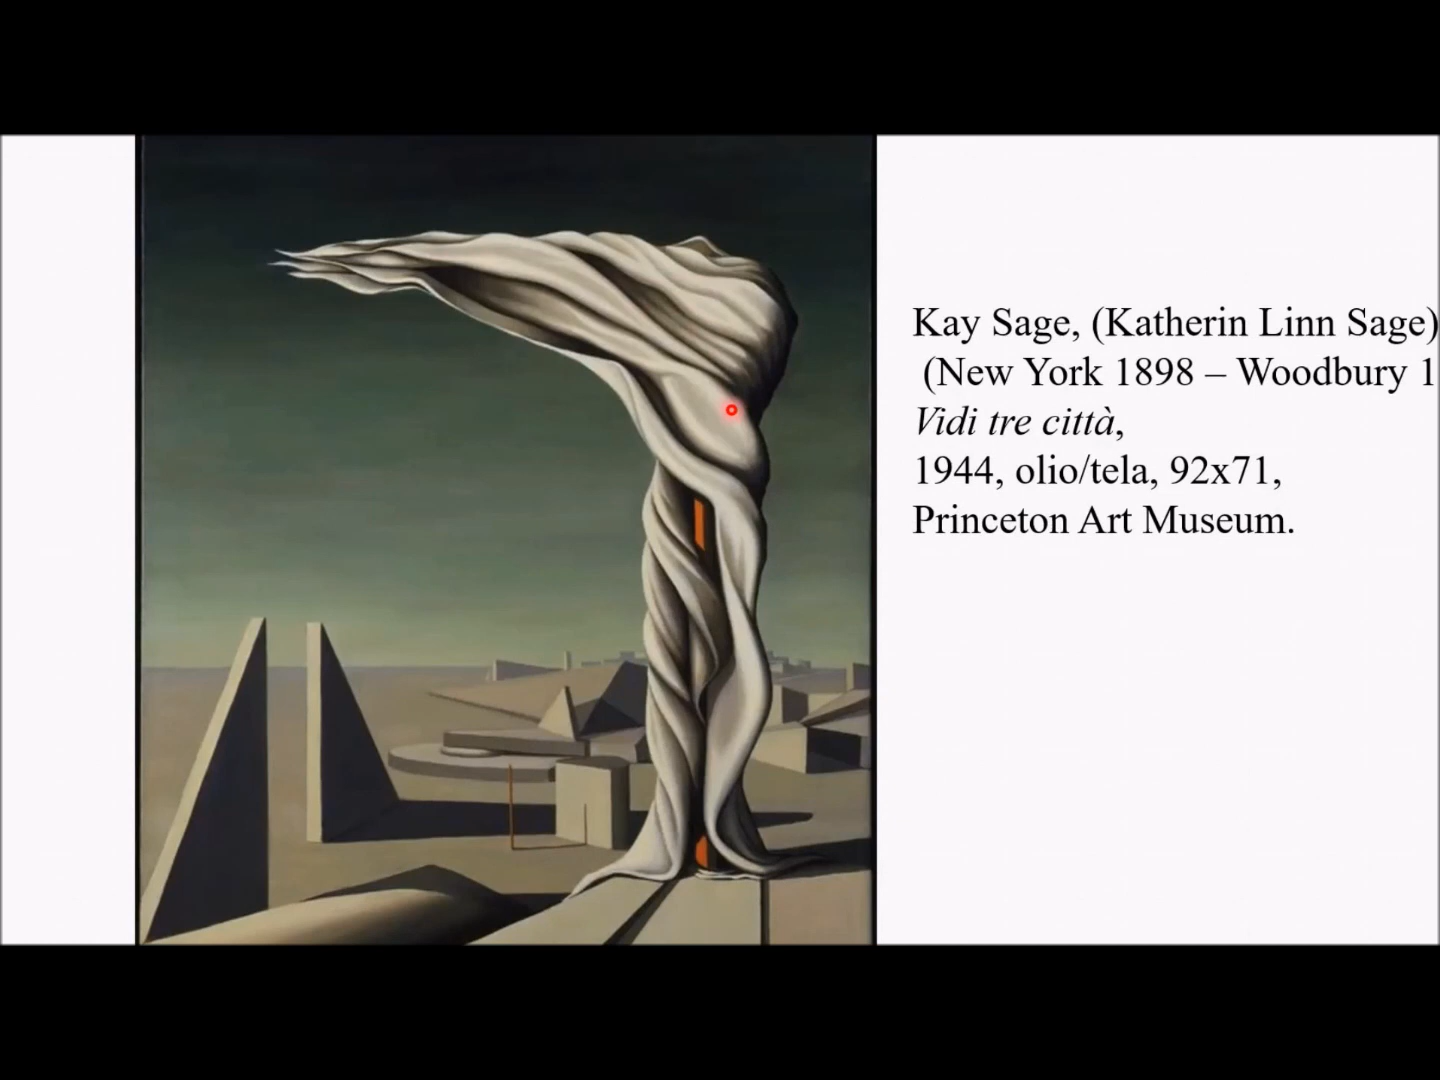 Kay Sage, (Katherin Linn Sage)
(New York 1898 – Woodbury 1
Vidi tre città,
1944, olio/tela, 92x71,
Princeton Art Museum.